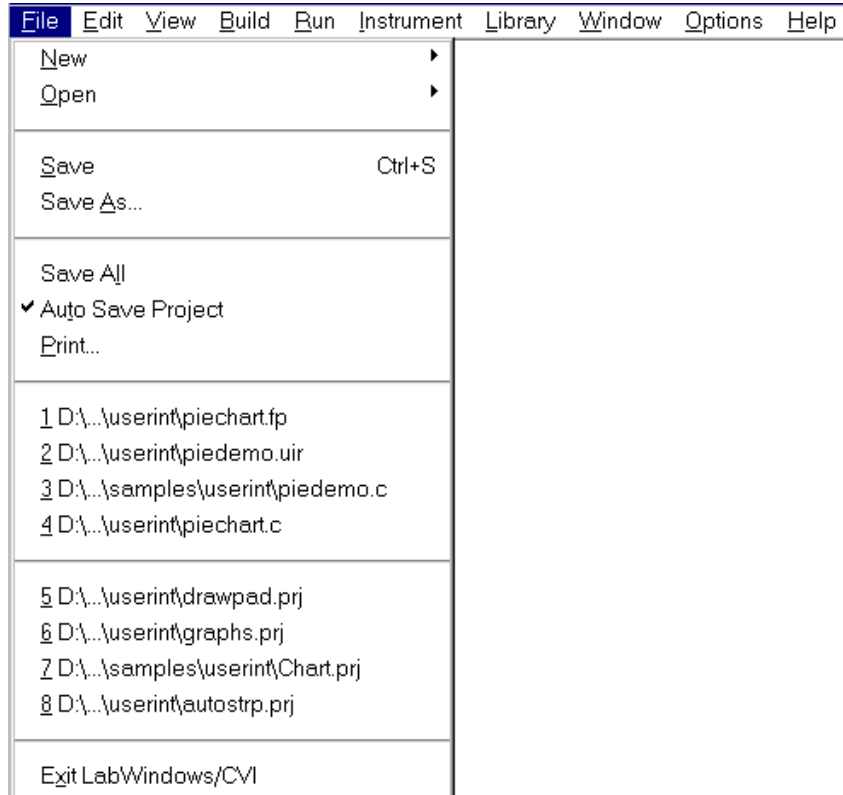 File Edit View Build Run Instrument Library Window Options Help
New
Open
Save Ctrl+S
Save As...
Save All
Auto Save Project
Print...
1 D:\...\userint\piechart.fp
2 D:\...\userint\piedemo.uir
3 D:\...\samples\userint\piedemo.c
4 D:\...\userint\piechart.c
5 D:\...\userint\drawpad.prj
6 D:\...\userint\graphs.prj
7 D:\...\samples\userint\Chart.prj
8 D:\...\userint\autostrp.prj
Exit LabWindows/CVI